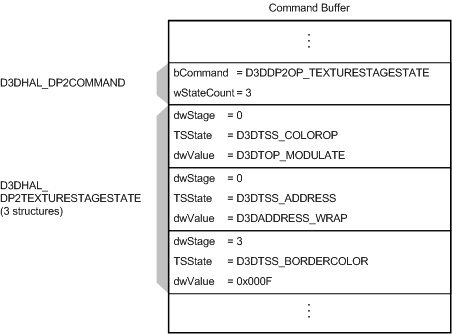 Command Buffer
D3DHAL_DP2COMMAND
bCommand = D3DDP2OP_TEXTURESTAGESTATE
wStateCount = 3
D3DHAL_
DP2TEXTURESTAGESTATE
(3 structures)
dwStage = 0
TSState = D3DTSS_COLOROP
dwValue = D3DTOP_MODULATE
dwStage = 0
TSState = D3DTSS_ADDRESS
dwValue = D3DADDRESS_WRAP
dwStage = 3
TSState = D3DTSS_BORDERCOLOR
dwValue = 0x000F